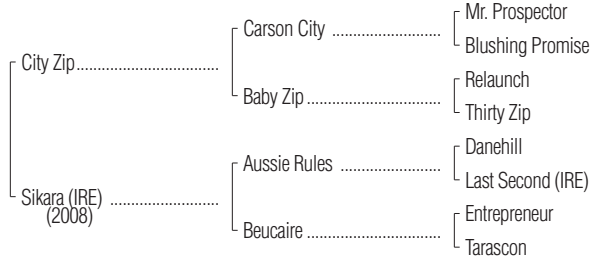 Mr. Prospector
Carson City ........................
Blushing Promise
City Zip................................
Relaunch
Baby Zip..............................
Thirty Zip
Danehill
Aussie Rules ......................
Last Second (IRE)
Sikara (IRE) ........................
(2008)
Entrepreneur
Beucaire..............................
Tarascon